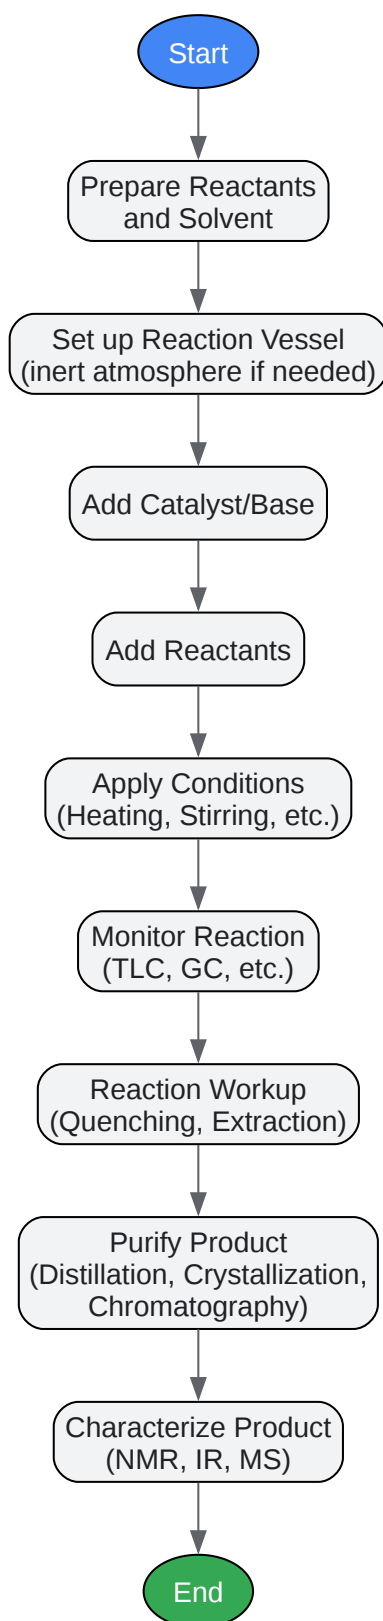 Start
Prepare Reactants
and Solvent
Set up Reaction Vessel
(inert atmosphere if needed)
Add Catalyst/Base
Add Reactants
Apply Conditions
(Heating, Stirring, etc.)
Monitor Reaction
(TLC, GC, etc.)
Reaction Workup
(Quenching, Extraction)
Purify Product
(Distillation, Crystallization,
Chromatography)
Characterize Product
(NMR, IR, MS)
End